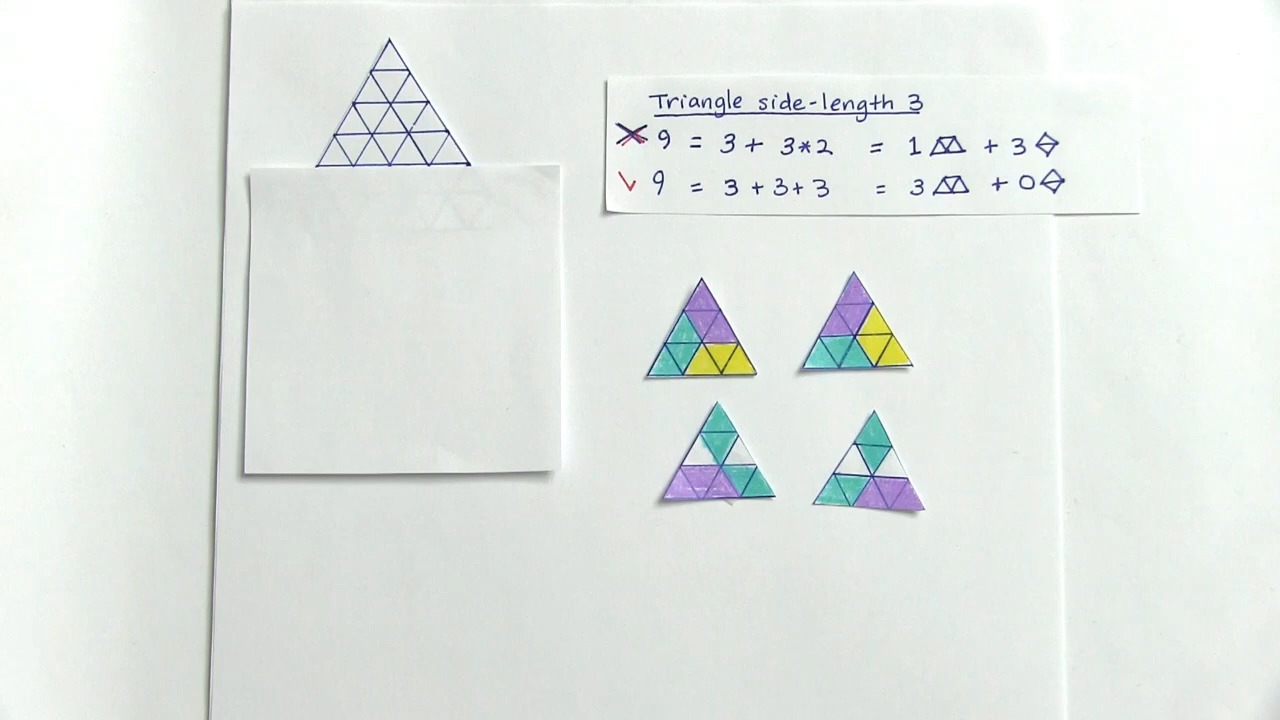 Triangle side-length 3
9 = 3 + 3*2 = 1 + 3
9 = 3 + 3 + 3 = 3 + 0